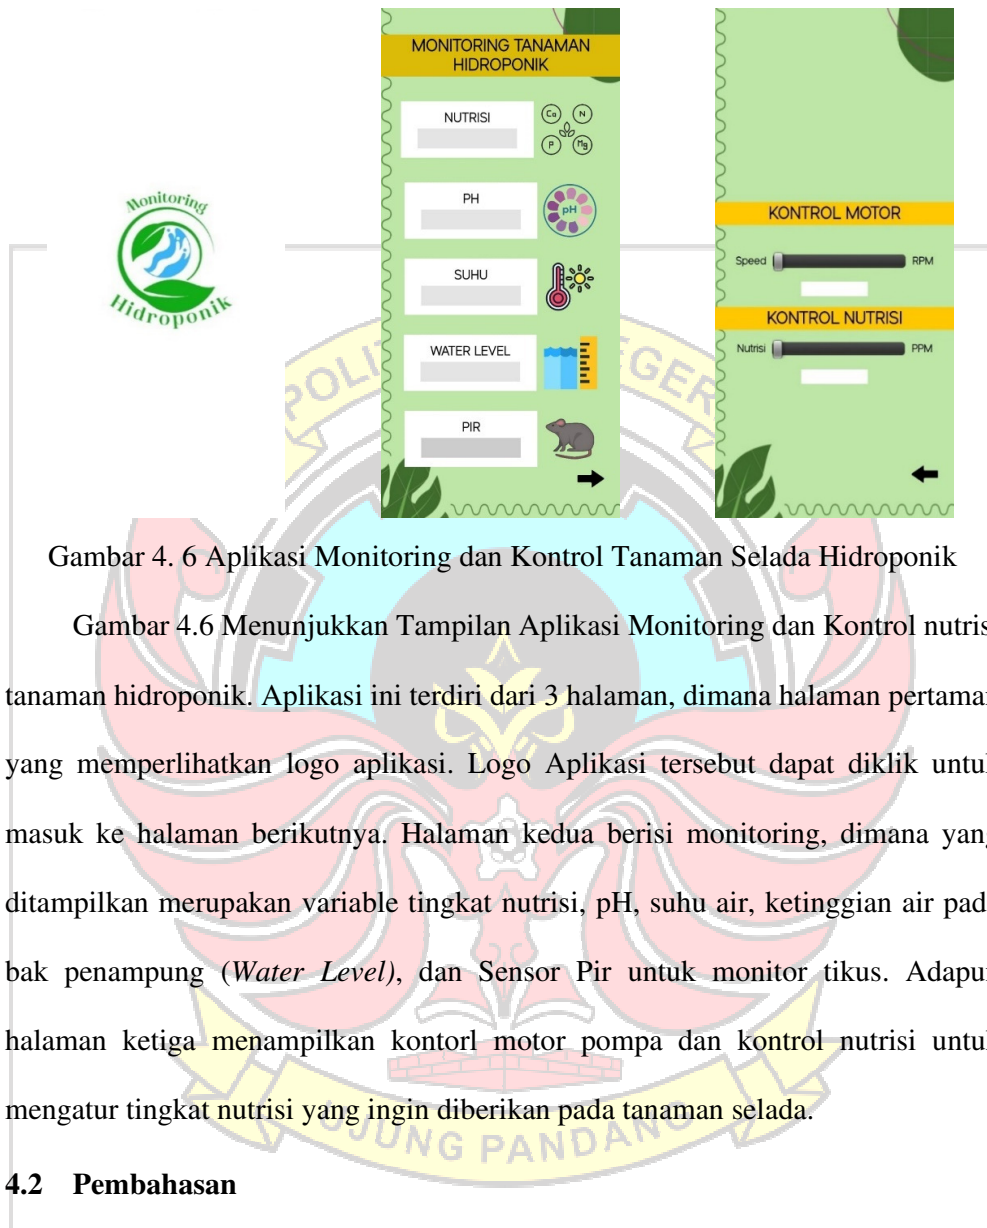 MONITORING TANAMAN
HIDROPONIK
NUTRISI
Ca
N
P
Mg
PH
pH
SUHU
WATER LEVEL
PIR
Monitoring
Hidroponik
KONTROL MOTOR
Speed
RPM
KONTROL NUTRISI
Nutrisi
PPM
POLIT
EGER
Gambar 4. 6 Aplikasi Monitoring dan Kontrol Tanaman Selada Hidroponik
Gambar 4.6 Menunjukkan Tampilan Aplikasi Monitoring dan Kontrol nutris
tanaman hidroponik. Aplikasi ini terdiri dari 3 halaman, dimana halaman pertama
yang memperlihatkan logo aplikasi. Logo Aplikasi tersebut dapat diklik untuk
masuk ke halaman berikutnya. Halaman kedua berisi monitoring, dimana yang
ditampilkan merupakan variable tingkat nutrisi, pH, suhu air, ketinggian air pad
bak penampung (Water Level), dan Sensor Pir untuk monitor tikus. Adapun
halaman ketiga menampilkan kontorl motor pompa dan kontrol nutrisi untuk
mengatur tingkat nutrisi yang ingin diberikan pada tanaman selada.
UJUNG PANDANG
4.2 Pembahasan